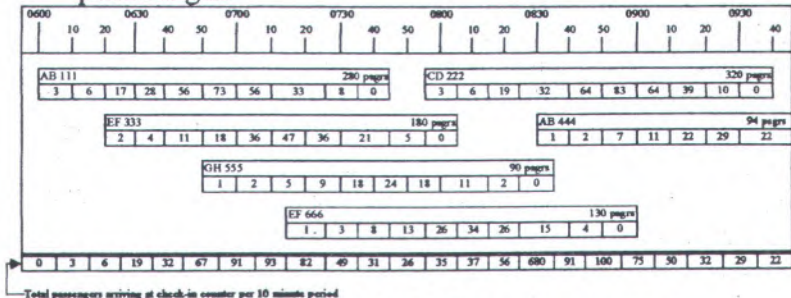 0600 0630 0700 0730 0800 0830 0900 0930
10 20 40 50 10 20 40 50 10 20 40 50 10 20 40
AB 111 280 pngrs CD 222 320 pngrs
3 6 17 28 56 73 56 33 8 0 3 6 19 32 64 83 64 39 10 0
EF 333 180 pngrs AB 444 94 pngrs
2 4 11 18 36 47 36 21 5 0 1 2 7 11 22 29 22
GH 555 90 pngrs
1 2 5 9 18 24 18 11 2 0
EF 666 130 pngrs
1 3 8 13 26 34 26 15 4 0
0 3 6 19 32 67 91 93 82 49 31 26 35 37 56 680 91 100 75 50 32 29 22
Total passengers arriving at check-in counter per 10 minute period